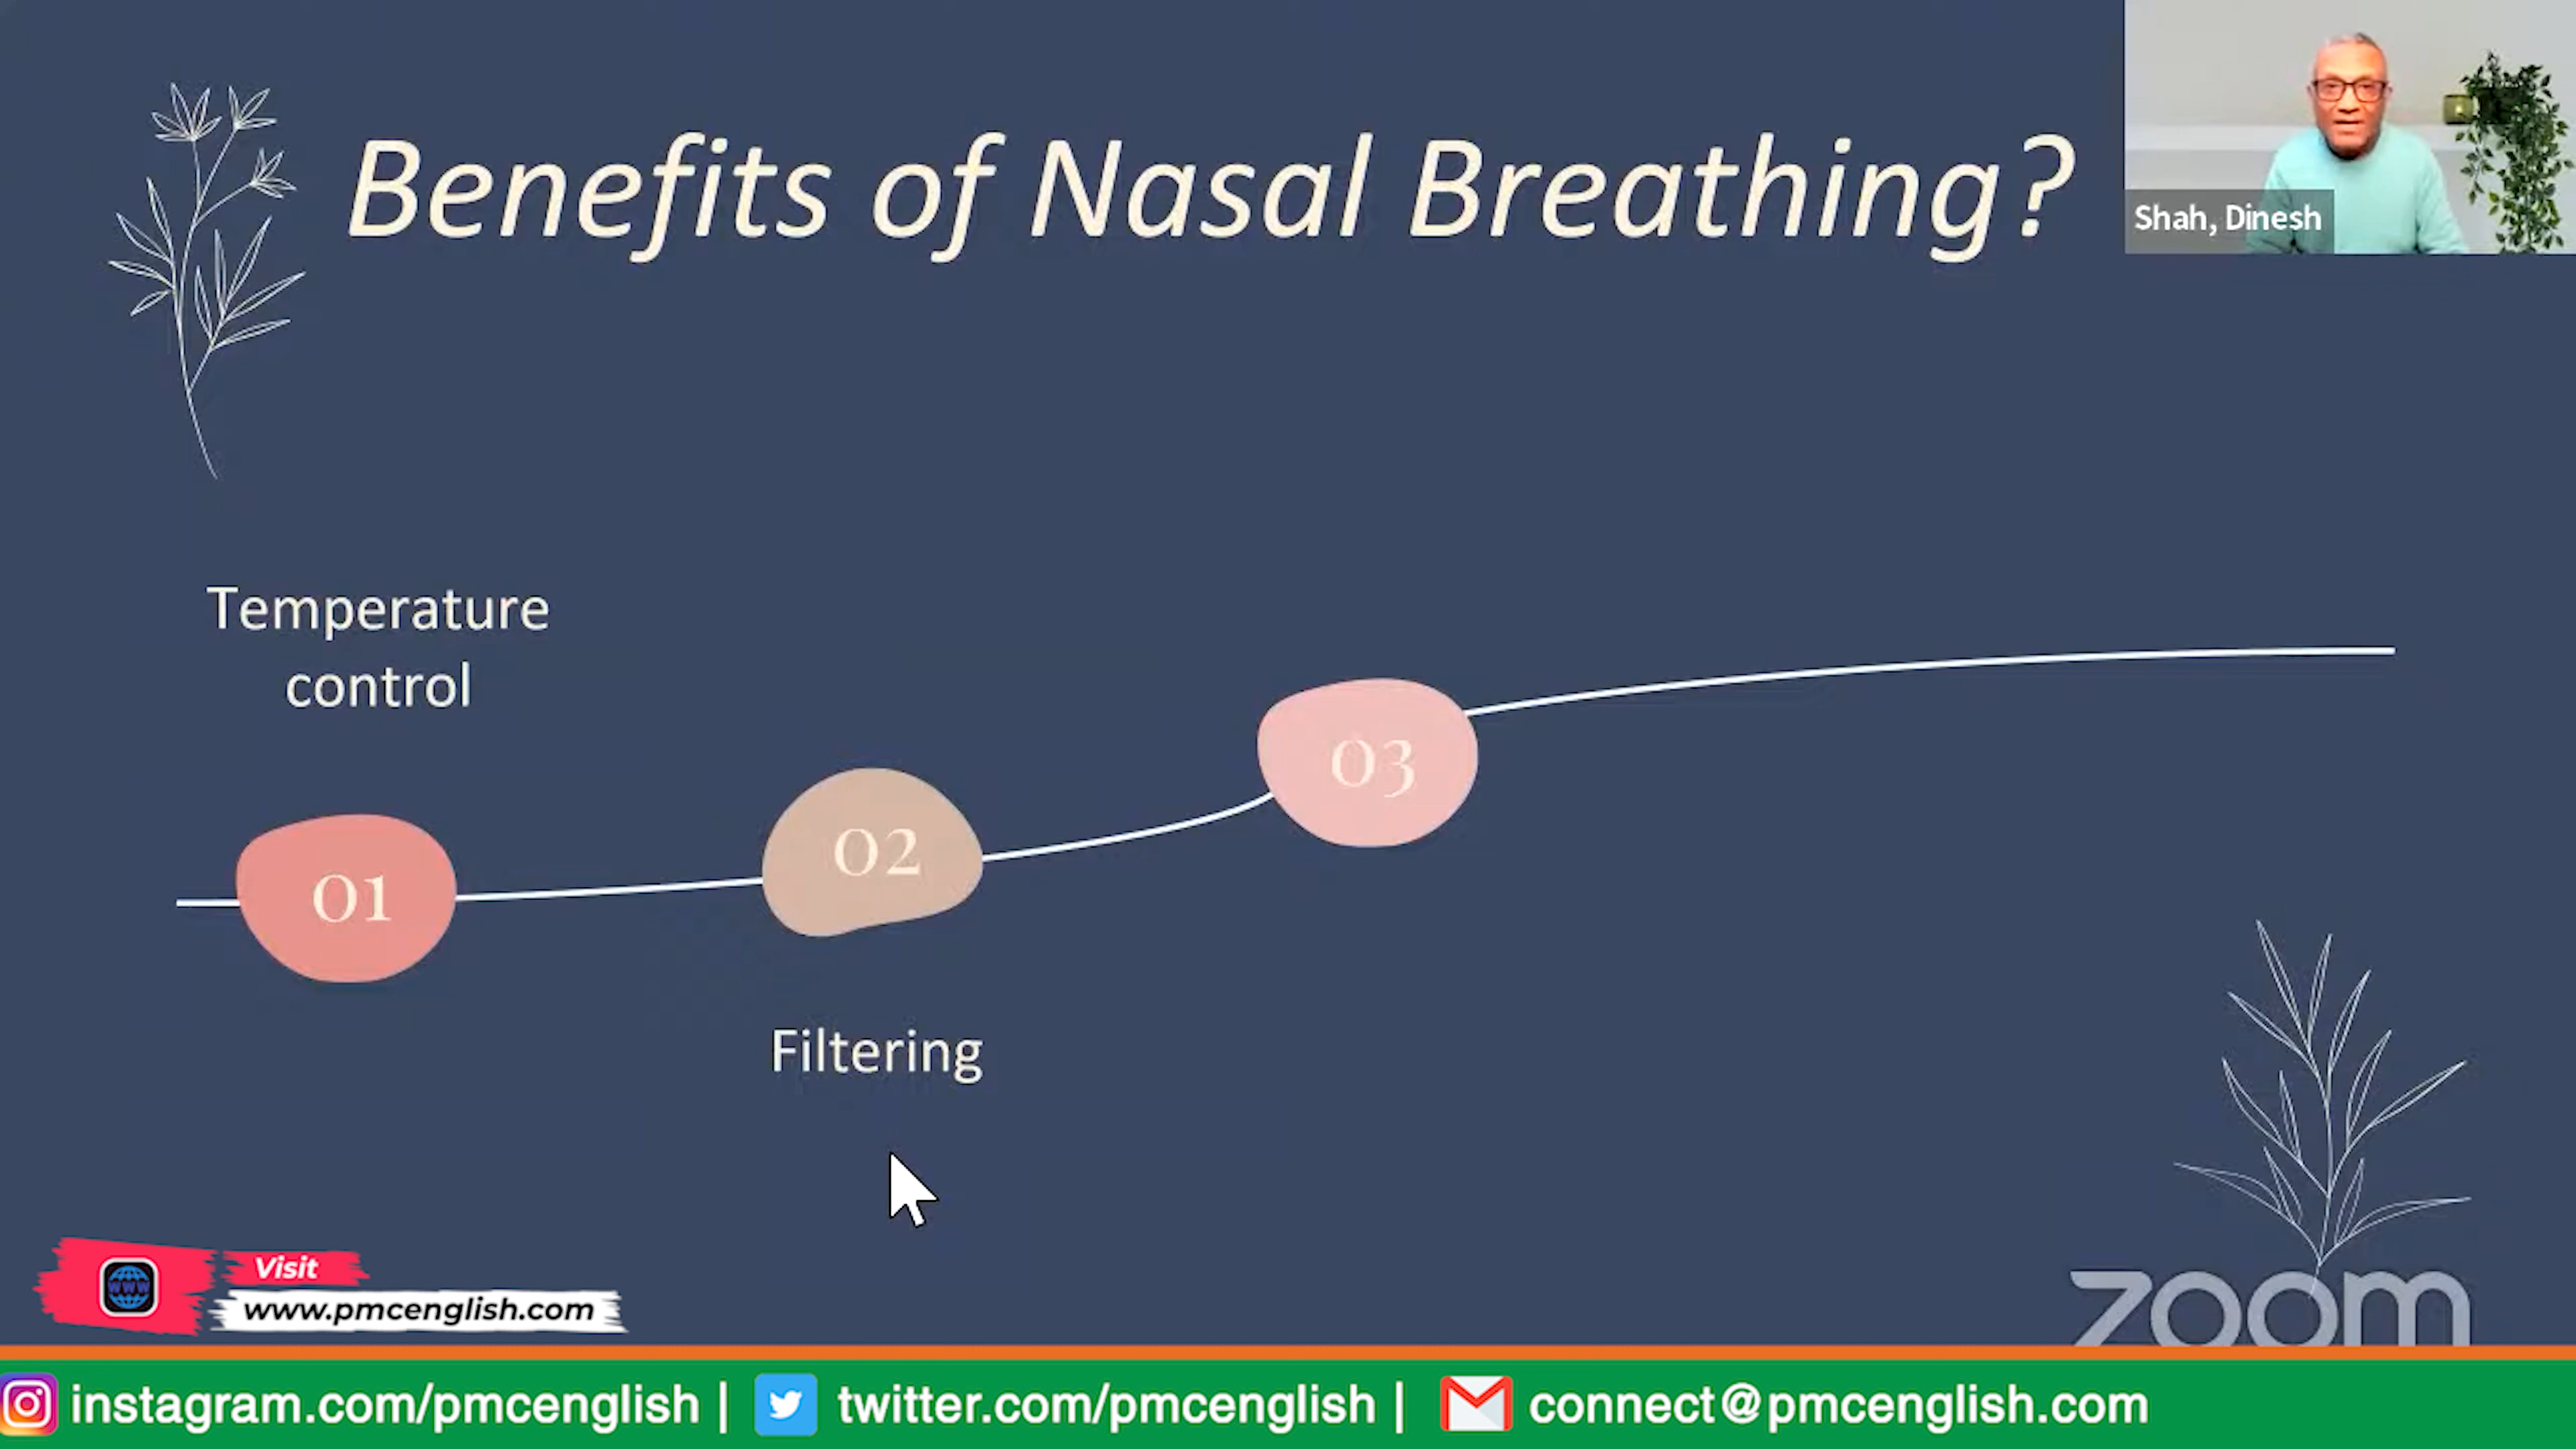 Benefits of Nasal Breathing?
Shah, Dinesh
Temperature
control
01
02
03
Filtering
www
Visit
www.pmcenglish.com
zoom
instagram.com/pmcenglish | twitter.com/pmcenglish | connect@pmcenglish.com